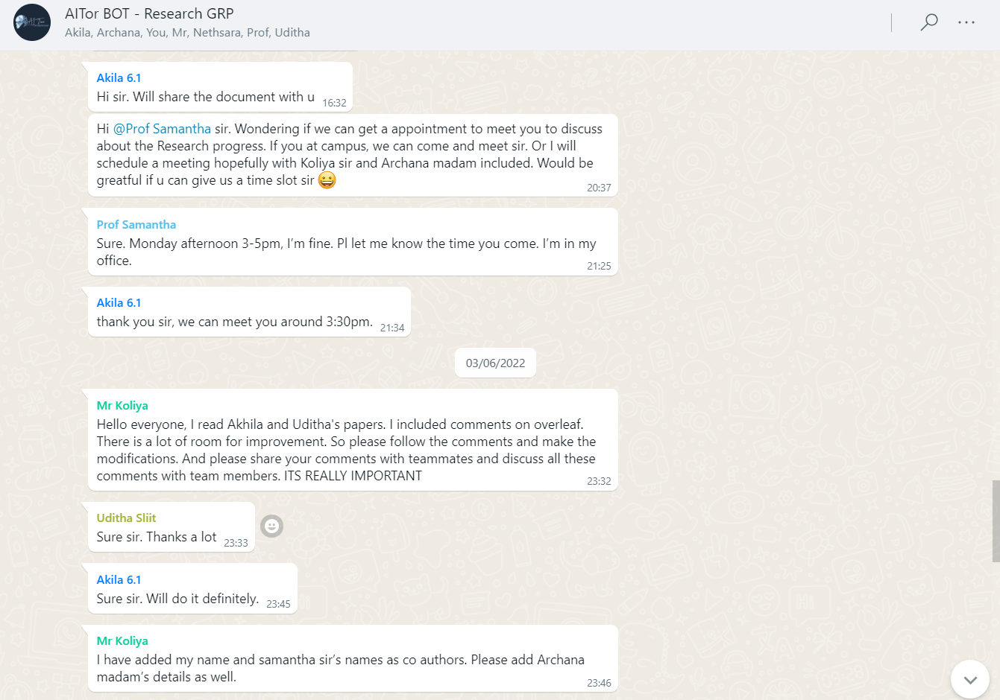 AITor BOT - Research GRP
Akila, Archana, You, Mr, Nethsara, Prof, Uditha
Akila 6.1
Hi sir. Will share the document with u 16:32
Hi @Prof Samantha sir. Wondering if we can get a appointment to meet you to discuss
about the Research progress. If you at campus, we can come and meet sir. Or I will
schedule a meeting hopefully with Koliya sir and Archana madam included. Would be
greatful if u can give us a time slot sir 😀
20:37
Prof Samantha
Sure. Monday afternoon 3-5pm, I’m fine. Pl let me know the time you come. I’m in my
office.
21:25
Akila 6.1
thank you sir, we can meet you around 3:30pm. 21:34
03/06/2022
Mr Koliya
Hello everyone, I read Akhila and Uditha's papers. I included comments on overleaf.
There is a lot of room for improvement. So please follow the comments and make the
modifications. And please share your comments with teammates and discuss all these
comments with team members. ITS REALLY IMPORTANT
23:32
Uditha Sliit
Sure sir. Thanks a lot 23:33
Akila 6.1
Sure sir. Will do it definitely. 23:45
Mr Koliya
I have added my name and samantha sir’s names as co authors. Please add Archana
madam’s details as well.
23:46